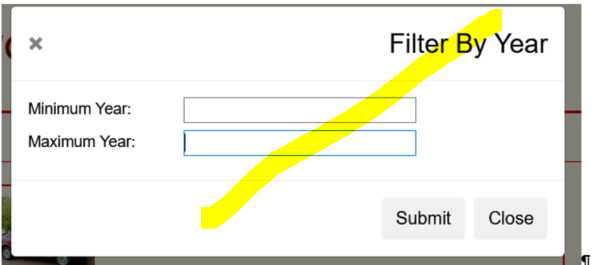 ×
Filter By Year
Minimum Year:
Maximum Year:
Submit
Close
¶